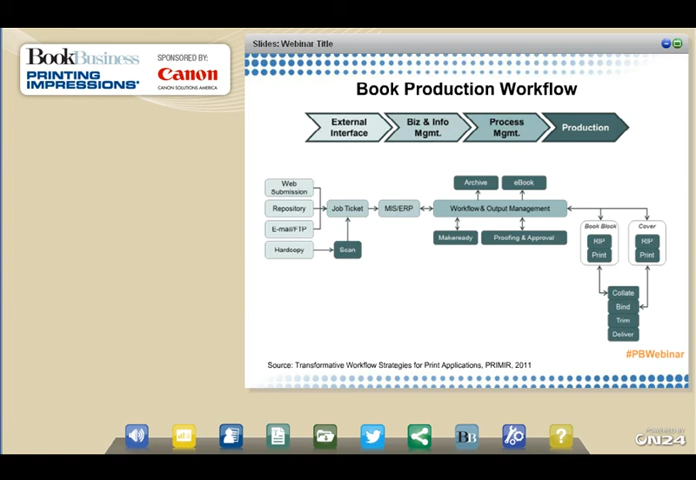 BookBusiness
PRINTING
IMPRESSIONS
SPONSORED BY:
Canon
CANON SOLUTIONS AMERICA
Slides: Webinar Title
Book Production Workflow
External
Interface
Biz & Info
Mgmt.
Process
Mgmt.
Production
Web
Submission
Repository
E-mail/FTP
Hardcopy
Job Ticket
Scan
MIS/ERP
Archive
eBook
Workflow & Output Management
Makeready
Proofing & Approval
Book Block
RIP
Print
Cover
RIP
Print
Collate
Bind
Trim
Deliver
#PBWebinar
Source: Transformative Workflow Strategies for Print Applications, PRIMIR, 2011
BB
?
POWERED BY
ON24